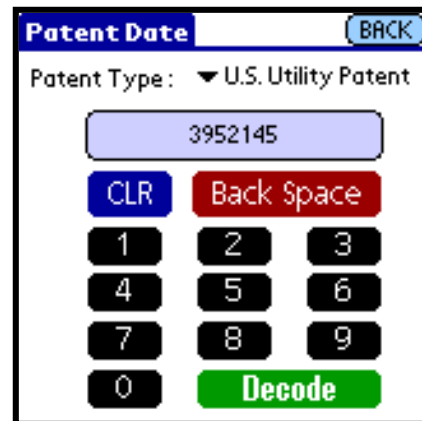 Patent Date BACK
Patent Type: U.S. Utility Patent
3952145
CLR Back Space
1 2 3
4 5 6
7 8 9
0 Decode